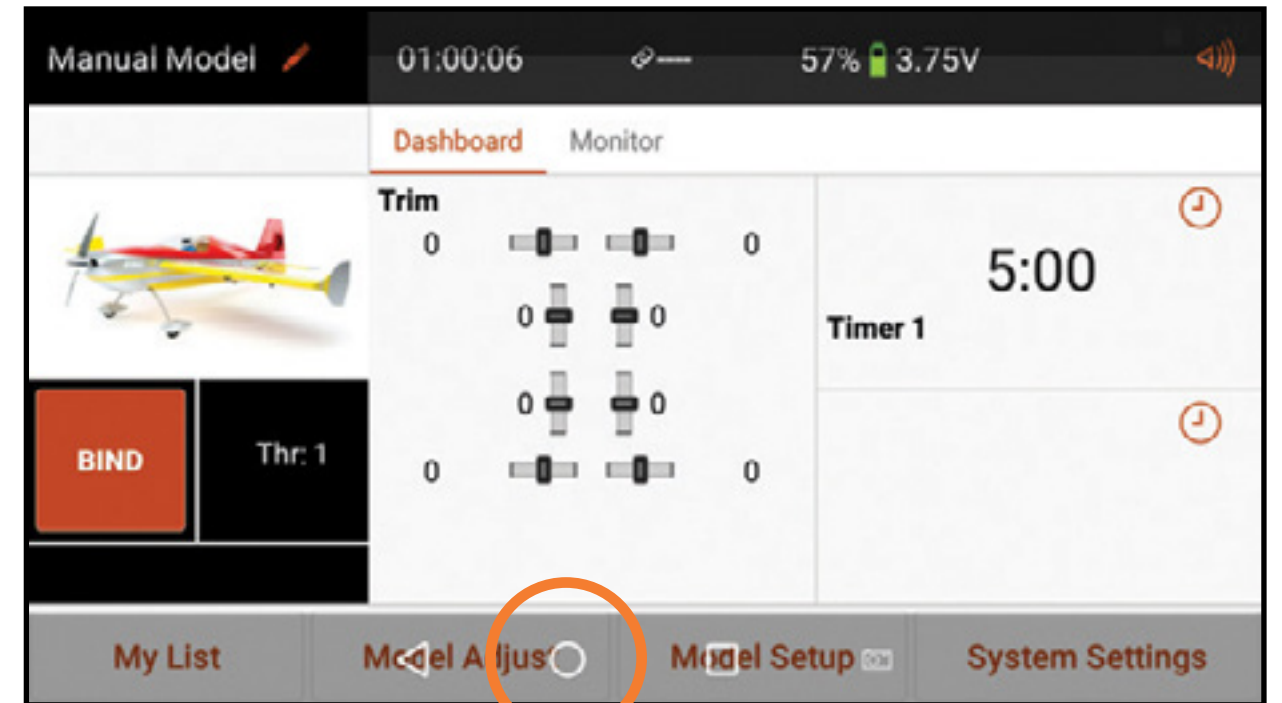 Manual Model 01:00:06 ---- 57% 3.75V
Dashboard Monitor
Trim
0 0
5:00
0 0
Timer 1
0 0
BIND Thr: 1
0 0
My List Model Adjust Model Setup System Settings